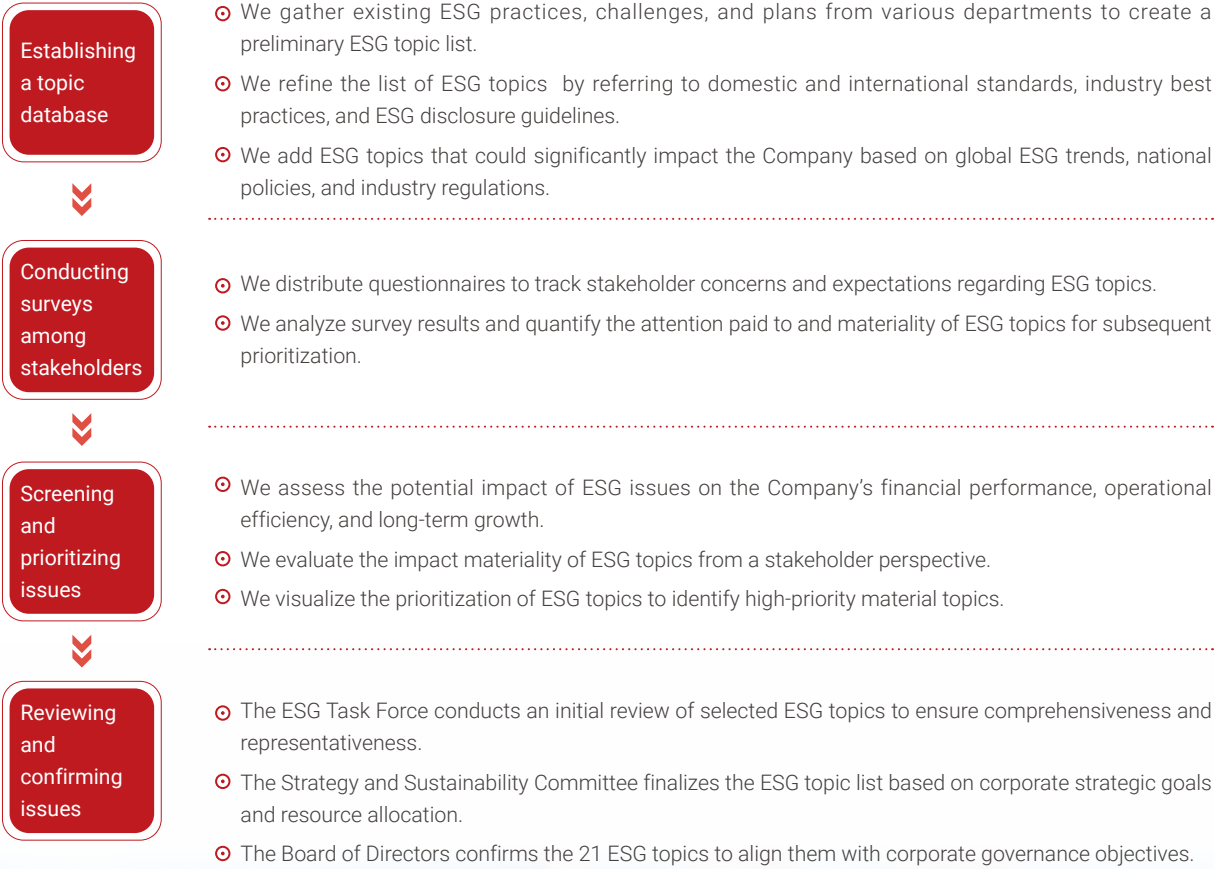 Establishing
a topic
database
We gather existing ESG practices, challenges, and plans from various departments to create a
preliminary ESG topic list.
We refine the list of ESG topics by referring to domestic and international standards, industry best
practices, and ESG disclosure guidelines.
We add ESG topics that could significantly impact the Company based on global ESG trends, national
policies, and industry regulations.
Conducting
surveys
among
stakeholders
We distribute questionnaires to track stakeholder concerns and expectations regarding ESG topics.
We analyze survey results and quantify the attention paid to and materiality of ESG topics for subsequent
prioritization.
Screening
and
prioritizing
issues
We assess the potential impact of ESG issues on the Company's financial performance, operational
efficiency, and long-term growth.
We evaluate the impact materiality of ESG topics from a stakeholder perspective.
We visualize the prioritization of ESG topics to identify high-priority material topics.
Reviewing
and
confirming
issues
The ESG Task Force conducts an initial review of selected ESG topics to ensure comprehensiveness and
representativeness.
The Strategy and Sustainability Committee finalizes the ESG topic list based on corporate strategic goals
and resource allocation.
The Board of Directors confirms the 21 ESG topics to align them with corporate governance objectives.